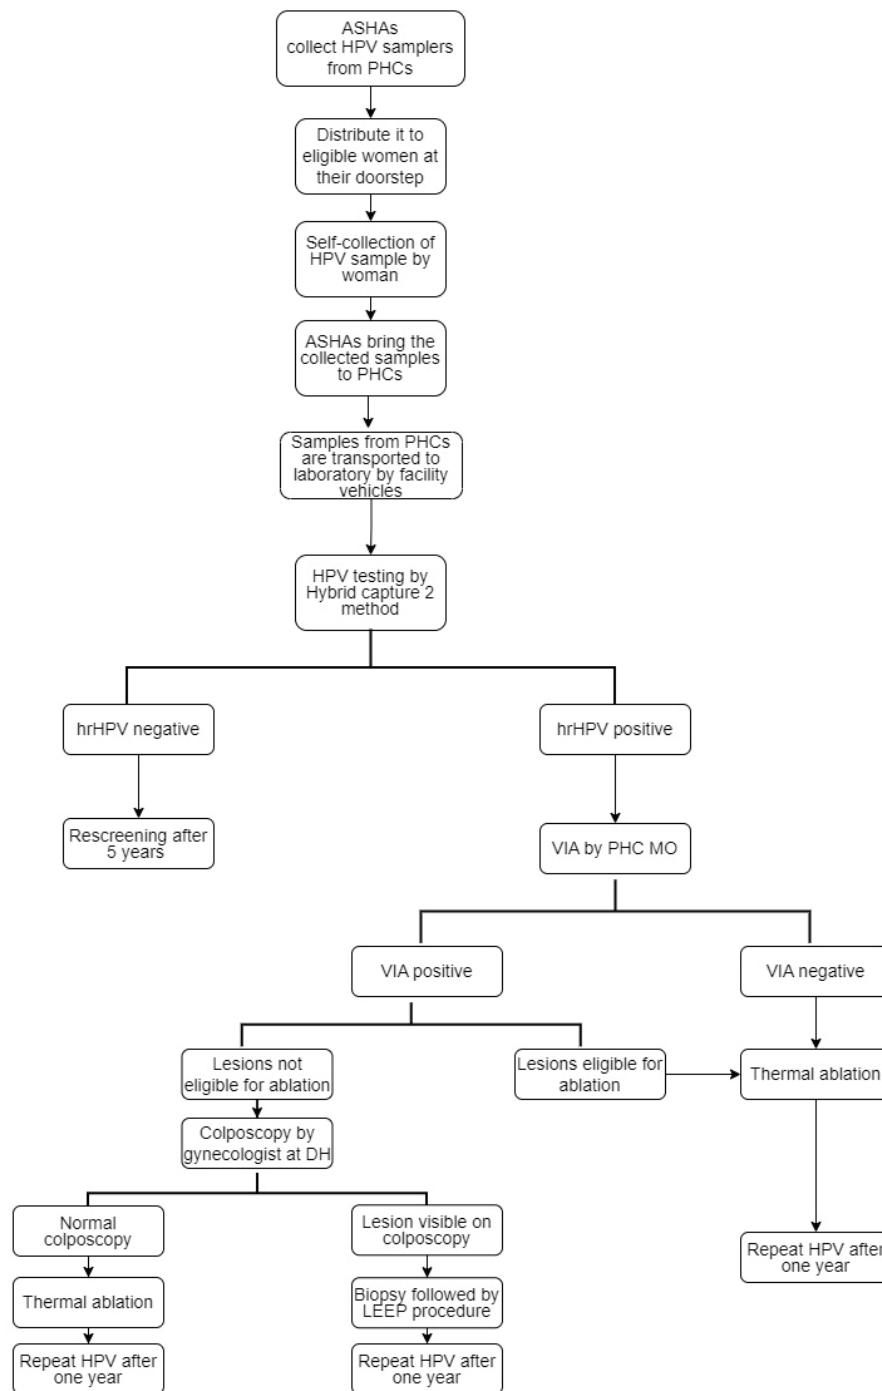 ASHAs
collect HPV samplers
from PHCs
Distribute it to
eligible women at
their doorstep
Self-collection of
HPV sample by
woman
ASHAs bring the
collected samples
to PHCs
Samples from PHCs
are transported to
laboratory by facility
vehicles
HPV testing by
Hybrid capture 2
method
hrHPV negative
hrHPV positive
Rescreening after
5 years
VIA by PHC MO
VIA positive
VIA negative
Lesions not
eligible for ablation
Lesions eligible for
ablation
Thermal ablation
Colposcopy by
gynecologist at DH
Normal
colposcopy
Lesion visible on
colposcopy
Repeat HPV after
one year
Thermal ablation
Biopsy followed by
LEEP procedure
Repeat HPV after
one year
Repeat HPV after
one year